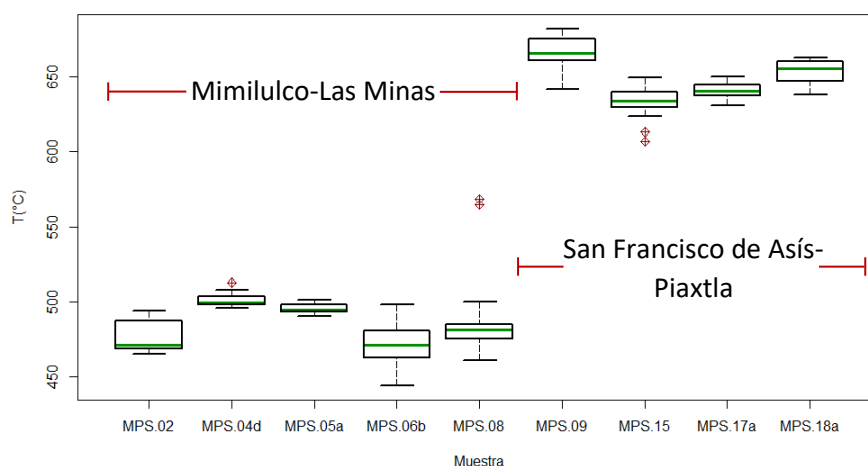 Mimilulco-Las Minas
San Francisco de Asís-
Piaxtla
T(°C)
650
600
550
500
450
MPS.02 MPS.04d MPS.05a MPS.06b MPS.08 MPS.09 MPS.15 MPS.17a MPS.18a
Muestra